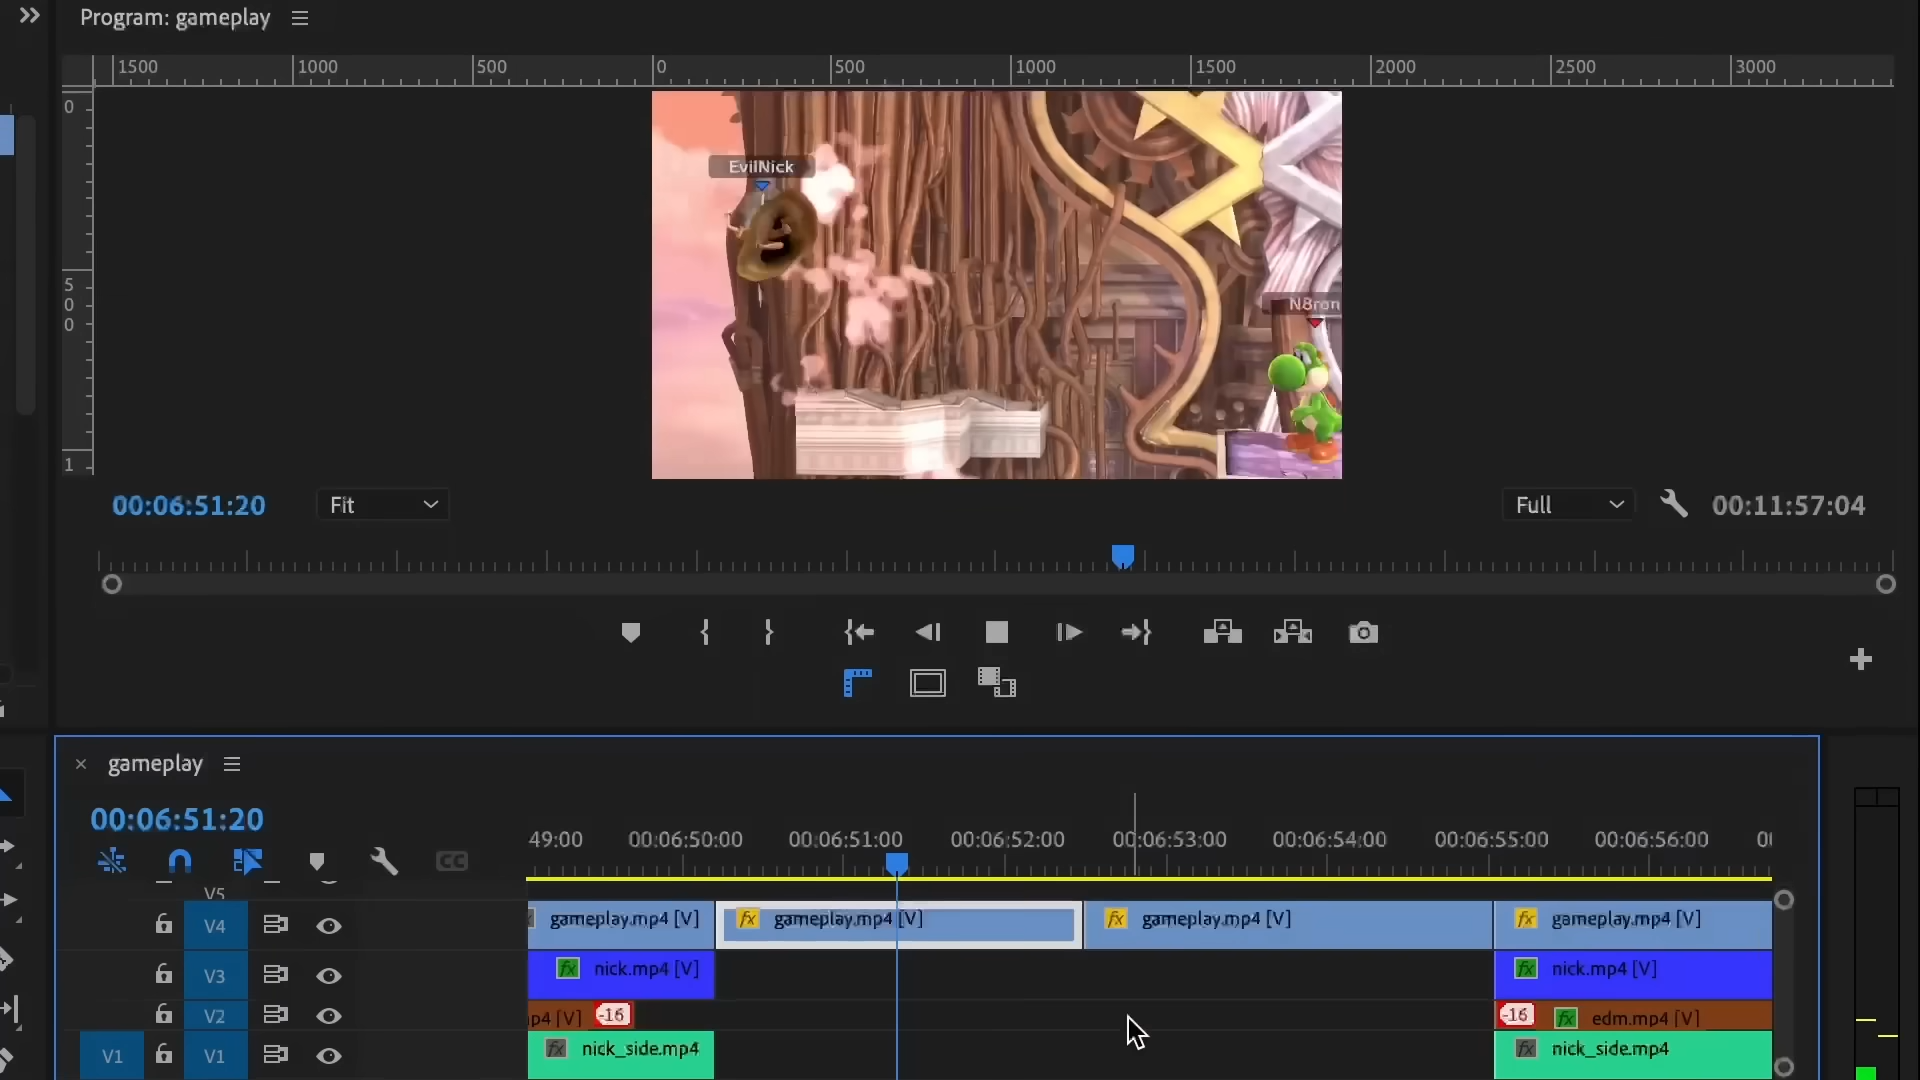 Program: gameplay
1500 1000 500 0 500 1000 1500 2000 2500 3000
0
5
0
0
1
EvilNick
N8ron
00:06:51:20 Fit Full 00:11:57:04
gameplay
00:06:51:20
49:00 00:06:50:00 00:06:51:00 00:06:52:00 00:06:53:00 00:06:54:00 00:06:55:00 00:06:56:00 00
CC
V5
V4 gameplay.mp4 [V] fx gameplay.mp4 [V] fx gameplay.mp4 [V] fx gameplay.mp4 [V]
V3 fx nick.mp4 [V] fx nick.mp4 [V]
V2 p4 [V] -16 -16 fx edm.mp4 [V]
V1 V1 fx nick_side.mp4 fx nick_side.mp4